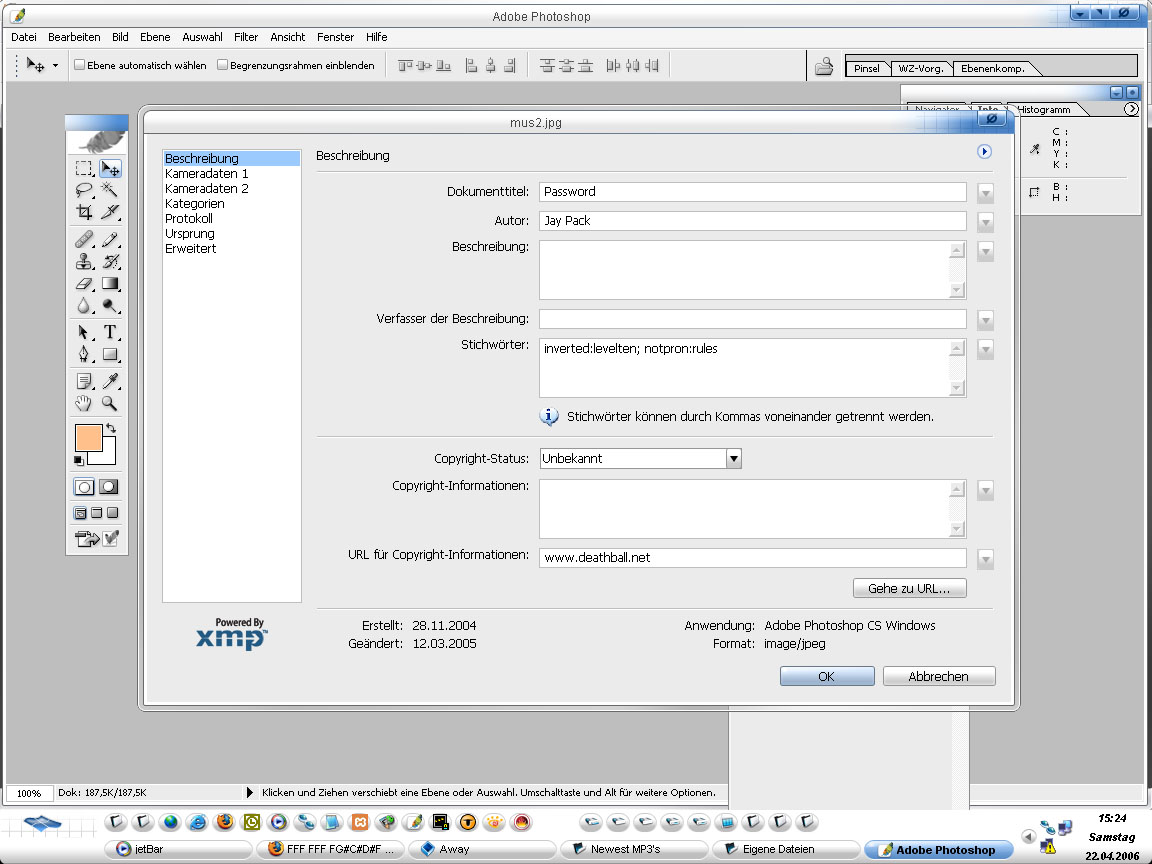 Adobe Photoshop
Datei Bearbeiten Bild Ebene Auswahl Filter Ansicht Fenster Hilfe
Ebene automatisch wählen Begrenzungsrahmen einblenden Pinsel WZ-Vorg. Ebenenkomp.
Navigator Info Histogramm
C :
M :
Y :
K :
B :
H :
mus2.jpg
Beschreibung
Kameradaten 1
Kameradaten 2
Kategorien
Protokoll
Ursprung
Erweitert
Beschreibung
Dokumenttitel: Password
Autor: Jay Pack
Beschreibung:
Verfasser der Beschreibung:
Stichwörter: inverted:levelten; notpron:rules
Stichwörter können durch Kommas voneinander getrennt werden.
Copyright-Status: Unbekannt
Copyright-Informationen:
URL für Copyright-Informationen: www.deathball.net
Gehe zu URL...
Powered By
xmp™
Erstellt: 28.11.2004 Anwendung: Adobe Photoshop CS Windows
Geändert: 12.03.2005 Format: image/jpeg
OK Abbrechen
100% Dok: 187,5K/187,5K Klicken und Ziehen verschiebt eine Ebene oder Auswahl. Umschalttaste und Alt für weitere Optionen.
jetBar FFF FFF FG#C#D#F ... Away Newest MP3's Eigene Dateien Adobe Photoshop
15:24
Samstag
22.04.2006